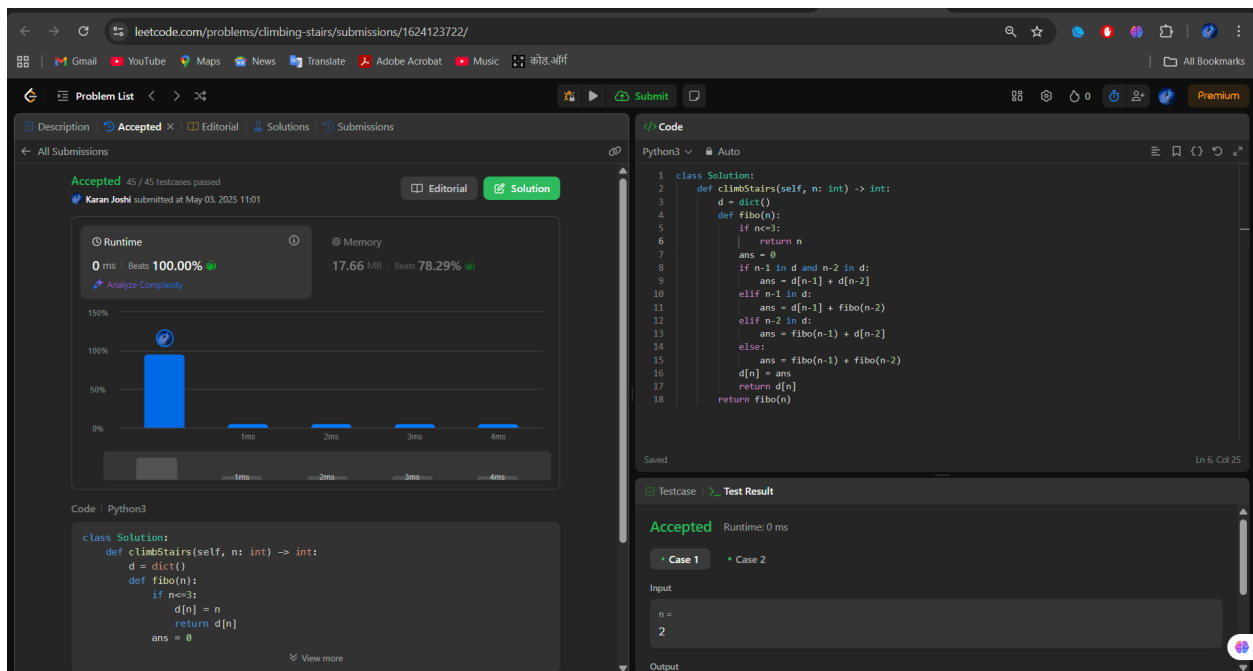 leetcode.com/problems/climbing-stairs/submissions/1624123722/
Gmail YouTube Maps News Translate Adobe Acrobat Music कोड.ऑर्ग All Bookmarks
Problem List Submit 0 Premium
Description Accepted Editorial Solutions Submissions
All Submissions
Accepted 45 / 45 testcases passed
Karan Joshi submitted at May 03, 2025 11:01
Editorial Solution
Runtime
0 ms Beats 100.00%
Analyze Complexity
Memory
17.66 MB Beats 78.29%
150%
100%
50%
0%
1ms 2ms 3ms 4ms
1ms 2ms 3ms 4ms
Code Python3
class Solution:
    def climbStairs(self, n: int) -> int:
        d = dict()
        def fibo(n):
            if n<=3:
                d[n] = n
                return d[n]
            ans = 0
View more
</> Code
Python3 Auto
1 class Solution:
2     def climbStairs(self, n: int) -> int:
3         d = dict()
4         def fibo(n):
5             if n<=3:
6                 return n
7             ans = 0
8             if n-1 in d and n-2 in d:
9                 ans = d[n-1] + d[n-2]
10             elif n-1 in d:
11                 ans = d[n-1] + fibo(n-2)
12             elif n-2 in d:
13                 ans = fibo(n-1) + d[n-2]
14             else:
15                 ans = fibo(n-1) + fibo(n-2)
16             d[n] = ans
17             return d[n]
18         return fibo(n)
Saved Ln 6, Col 25
Testcase >_ Test Result
Accepted Runtime: 0 ms
Case 1 Case 2
Input
n =
2
Output